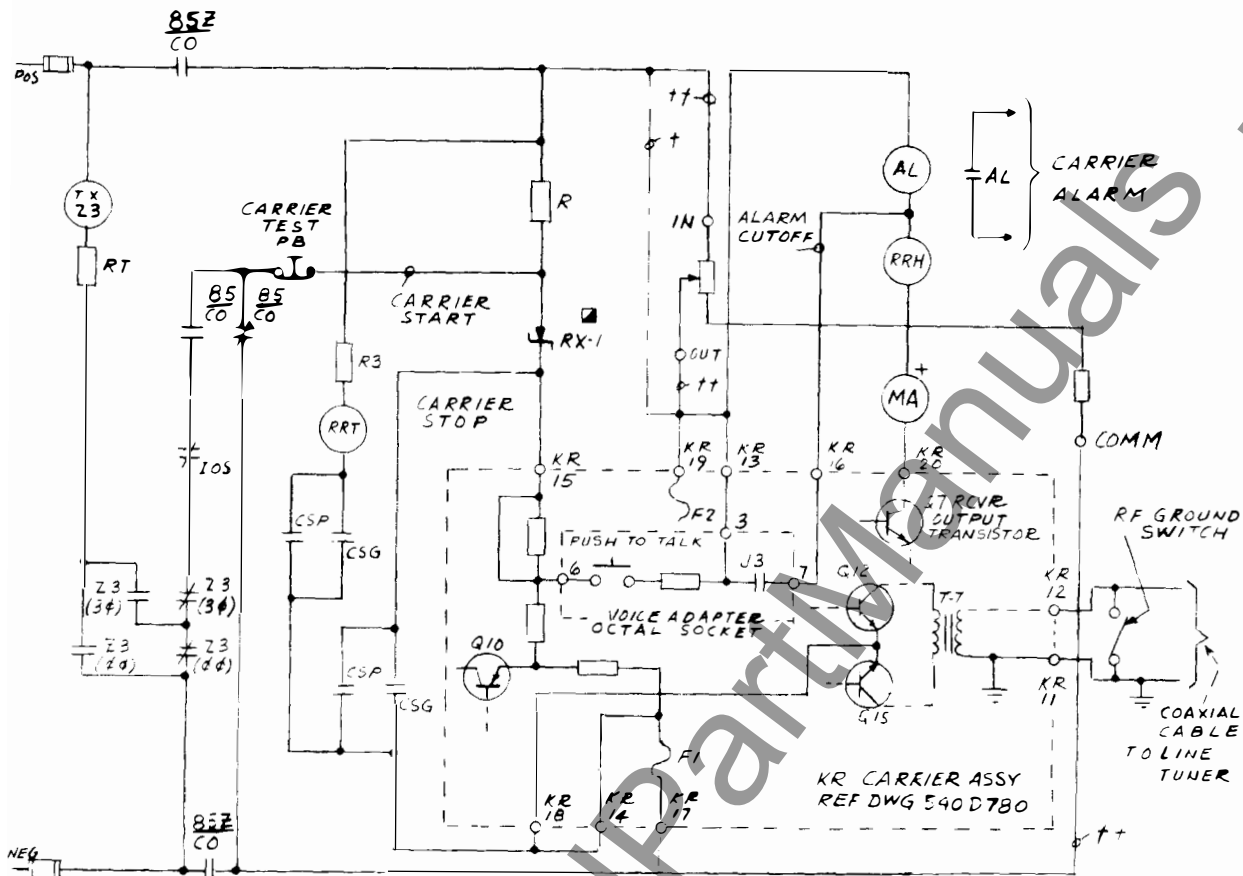 85Z
CO
POS
††
†
TX
Z3
RT
CARRIER
TEST
PB
R
IN
ALARM
CUTOFF
AL
AL
CARRIER
ALARM
RRH
85
CO
85
CO
CARRIER
START
RX-1
R3
OUT
††
MA
+
RRT
CARRIER
STOP
COMM
IOS
KR
15
KR
19
KR
13
KR
16
KR
20
F2
Q7 RCVR
OUTPUT
TRANSISTOR
RF GROUND
SWITCH
CSP
CSG
PUSH TO TALK
3
6
J3
7
Q16
T-7
KR
12
VOICE ADAPTER
OCTAL SOCKET
Z3
(3φ)
Z3
(3φ)
Z3
Z3
Q10
CSP
CSG
Q15
KR
11
COAXIAL
CABLE
TO LINE
TUNER
F1
KR CARRIER ASSY
REF DWG 540D780
KR
18
KR
14
KR
17
††
85Z
CO
NEG
PartManuals